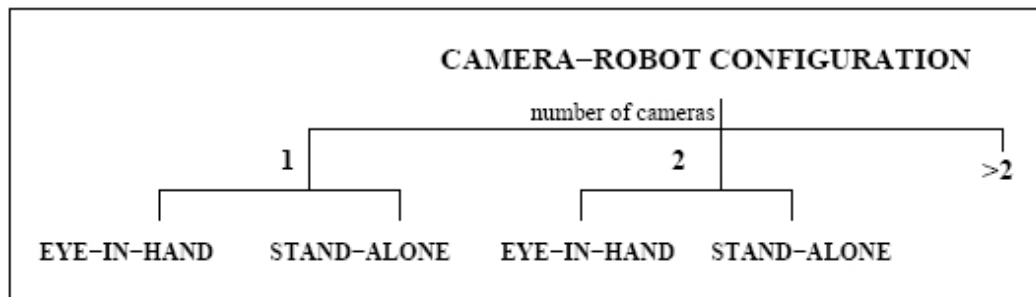 CAMERA–ROBOT CONFIGURATION
number of cameras
1 2 >2
EYE–IN–HAND STAND–ALONE EYE–IN–HAND STAND–ALONE